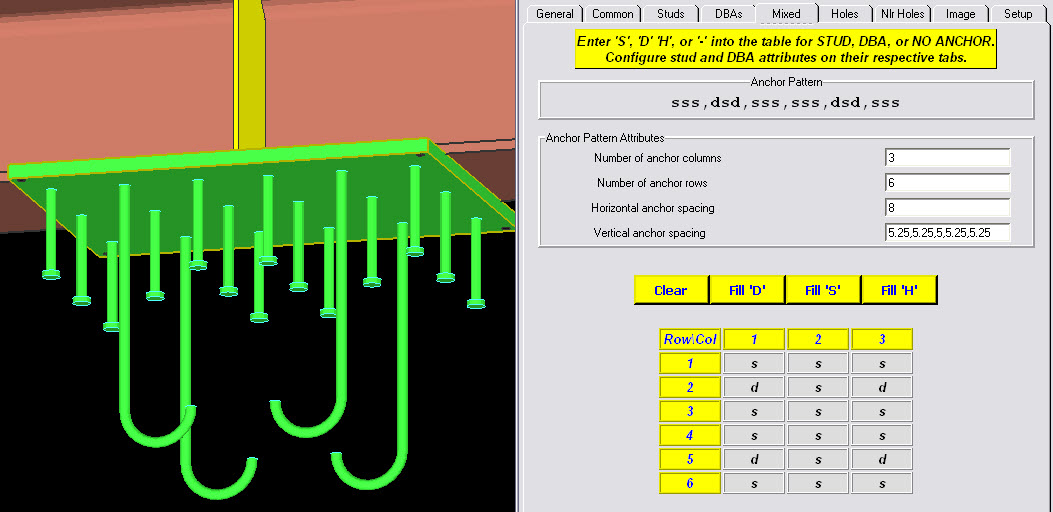 General Common Studs DBAs Mixed Holes Nlr Holes Image Setup
Enter 'S', 'D' 'H', or '-' into the table for STUD, DBA, or NO ANCHOR.
Configure stud and DBA attributes on their respective tabs.
Anchor Pattern
sss,dsd,sss,sss,dsd,sss
Anchor Pattern Attributes
Number of anchor columns 3
Number of anchor rows 6
Horizontal anchor spacing 8
Vertical anchor spacing 5.25,5.25,5,5.25,5.25
Clear Fill 'D' Fill 'S' Fill 'H'
Row\Col 1 2 3
1 s s s
2 d s d
3 s s s
4 s s s
5 d s d
6 s s s